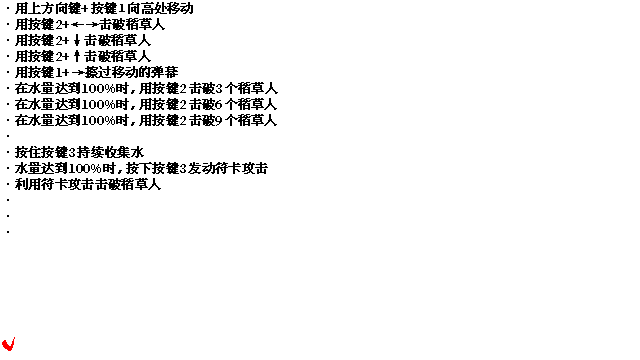 · 用上方向键+按键1向高处移动
· 用按键2+←→击破稻草人
· 用按键2+↓击破稻草人
· 用按键2+↑击破稻草人
· 用按键1+→擦过移动的弹幕
· 在水量达到100%时,用按键2击破3个稻草人
· 在水量达到100%时,用按键2击破6个稻草人
· 在水量达到100%时,用按键2击破9个稻草人
·
· 按住按键3持续收集水
· 水量达到100%时,按下按键3发动符卡攻击
· 利用符卡攻击击破稻草人
·
·
·